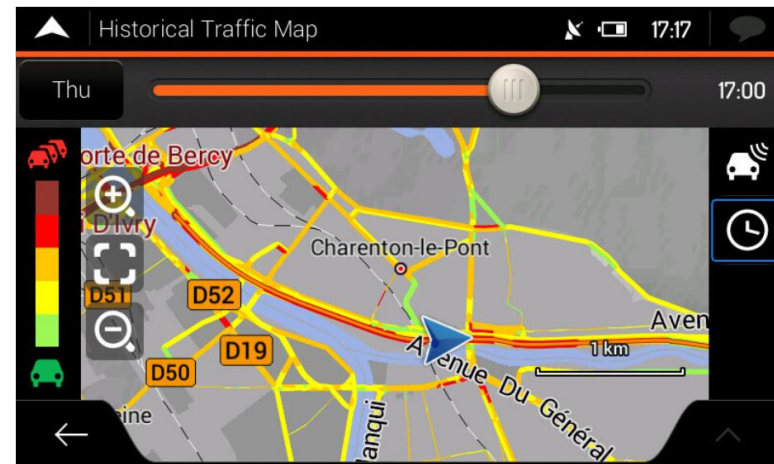 Historical Traffic Map
17:17
Thu
17:00
orte de Bercy
D'Ivry
Charenton-le-Pont
D51
D52
Aven
D19
1 km
D50
Avenue Du Général
eine
lanqui